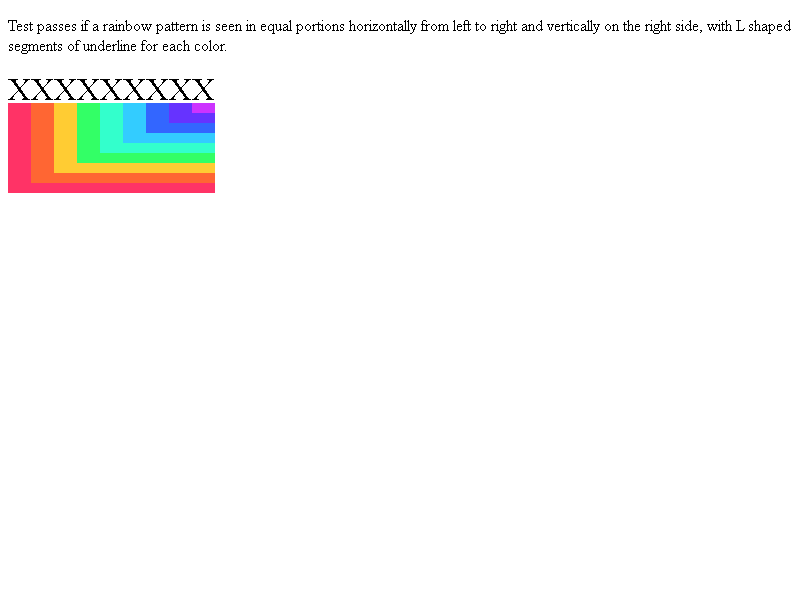 Test passes if a rainbow pattern is seen in equal portions horizontally from left to right and vertically on the right side, with L shaped
segments of underline for each color.
XXXXXXXXX